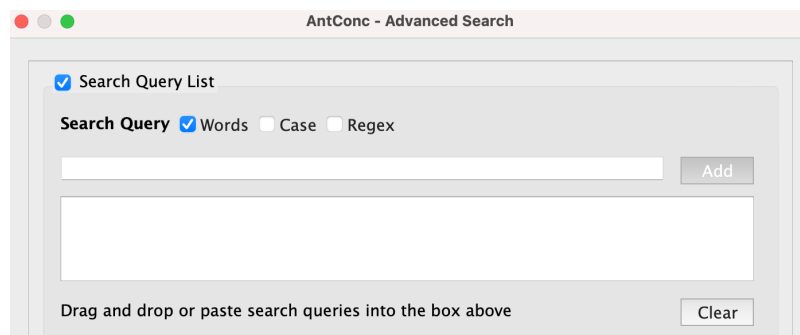 AntConc - Advanced Search
Search Query List
Search Query Words Case Regex
Add
Drag and drop or paste search queries into the box above
Clear